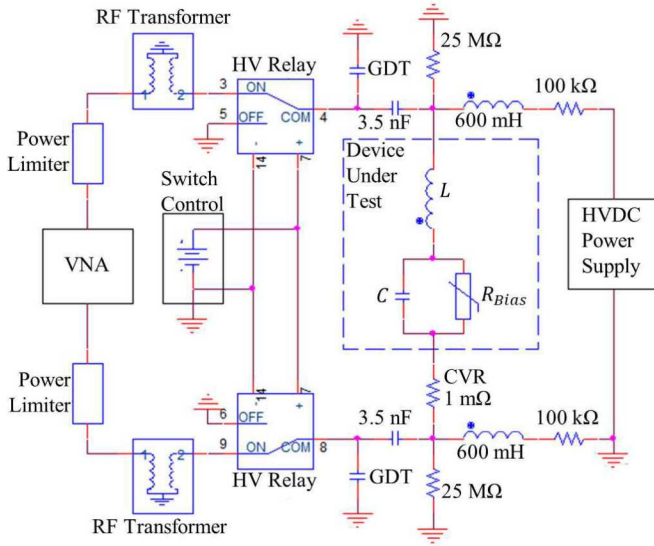 RF Transformer
HV Relay
25 MΩ
GDT
100 kΩ
3
ON
OFF
5
COM
4
1
2
-
+
14
7
3.5 nF
600 mH
Power
Limiter
Switch
Control
Device
Under
Test
L
VNA
HVDC
Power
Supply
C
R_Bias
Power
Limiter
CVR
1 mΩ
14
7
-
+
6
OFF
9
ON
COM
8
3.5 nF
100 kΩ
600 mH
1
2
HV Relay
GDT
25 MΩ
RF Transformer